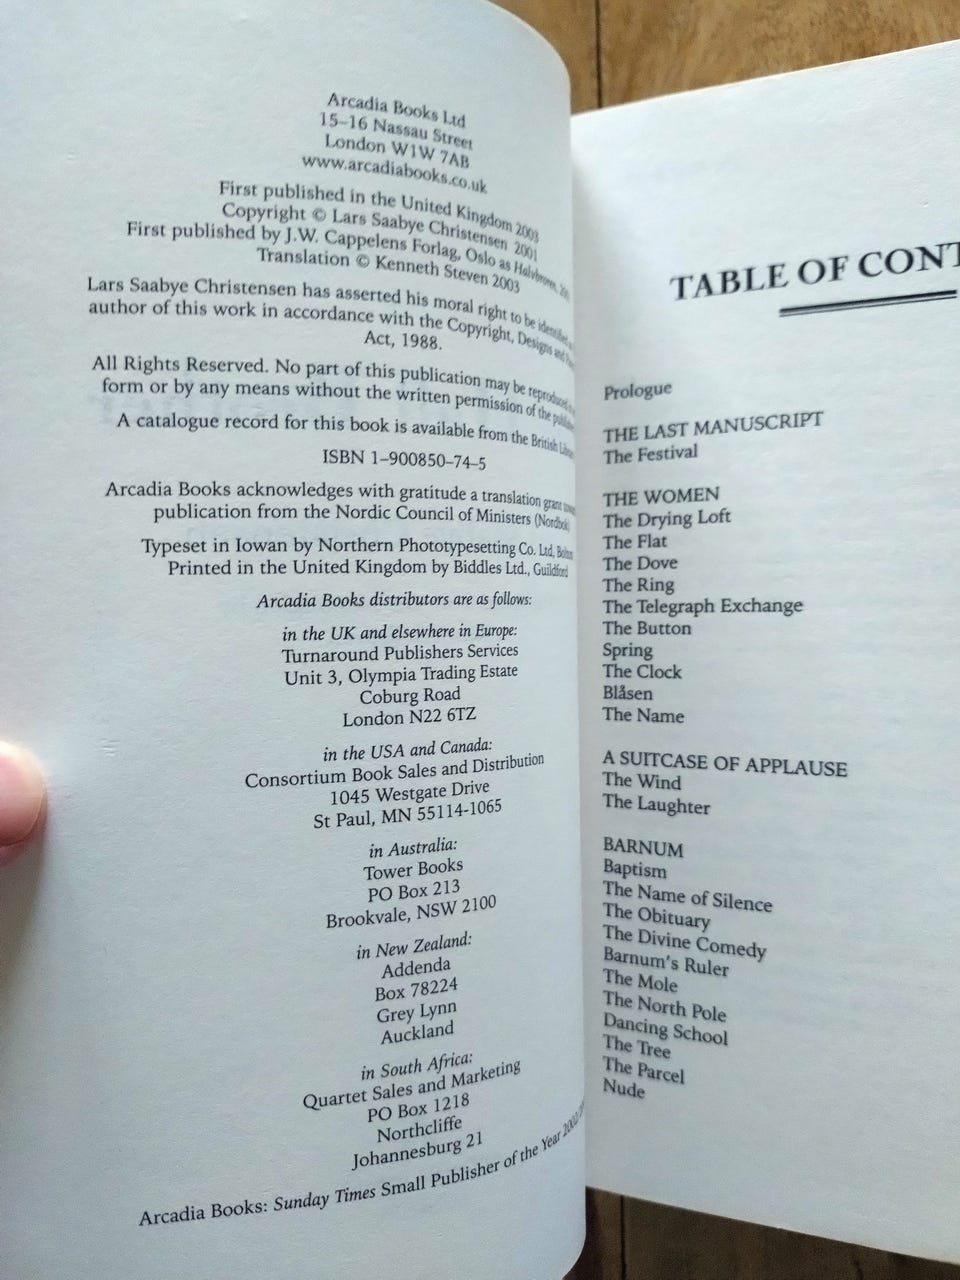 Arcadia Books Ltd
15–16 Nassau Street
London W1W 7AB
www.arcadiabooks.co.uk
First published in the United Kingdom 2003
Copyright © Lars Saabye Christensen 2001
First published by J.W. Cappelens Forlag, Oslo as Halvbroren,
Translation © Kenneth Steven 2003
Lars Saabye Christensen has asserted his moral right to be identified
author of this work in accordance with the Copyright, Designs and
Act, 1988.
All Rights Reserved. No part of this publication may be reproduced
form or by any means without the written permission of the
A catalogue record for this book is available from the British
ISBN 1–900850–74–5
Arcadia Books acknowledges with gratitude a translation grant
publication from the Nordic Council of Ministers (Nordbok)
Typeset in Iowan by Northern Phototypesetting Co. Ltd,
Printed in the United Kingdom by Biddles Ltd., Guildford
Arcadia Books distributors are as follows:
in the UK and elsewhere in Europe:
Turnaround Publishers Services
Unit 3, Olympia Trading Estate
Coburg Road
London N22 6TZ
in the USA and Canada:
Consortium Book Sales and Distribution
1045 Westgate Drive
St Paul, MN 55114-1065
in Australia:
Tower Books
PO Box 213
Brookvale, NSW 2100
in New Zealand:
Addenda
Box 78224
Grey Lynn
Auckland
in South Africa:
Quartet Sales and Marketing
PO Box 1218
Northcliffe
Johannesburg 21
Arcadia Books: Sunday Times Small Publisher of the Year
TABLE OF CONT
Prologue
THE LAST MANUSCRIPT
The Festival
THE WOMEN
The Drying Loft
The Flat
The Dove
The Ring
The Telegraph Exchange
The Button
Spring
The Clock
Blåsen
The Name
A SUITCASE OF APPLAUSE
The Wind
The Laughter
BARNUM
Baptism
The Name of Silence
The Obituary
The Divine Comedy
Barnum's Ruler
The Mole
The North Pole
Dancing School
The Tree
The Parcel
Nude